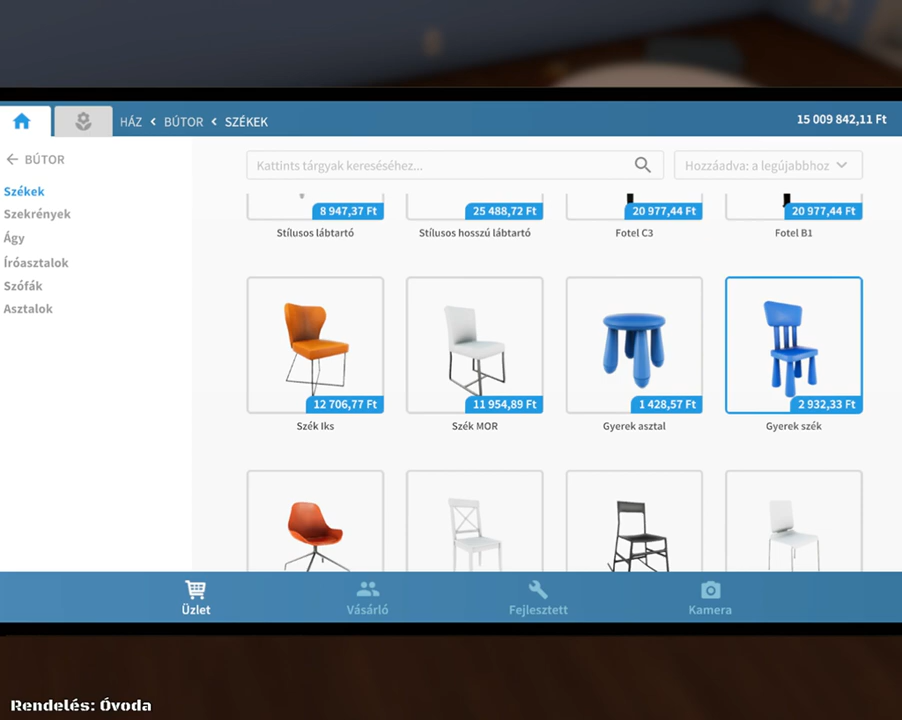 HÁZ < BÚTOR < SZÉKEK
15 009 842,11 Ft
← BÚTOR
Kattints tárgyak kereséséhez...
Hozzáadva: a legújabbhoz
Székek
Szekrények
Ágy
Íróasztalok
Szófák
Asztalok
8 947,37 Ft
25 488,72 Ft
20 977,44 Ft
20 977,44 Ft
Stílusos lábtartó
Stílusos hosszú lábtartó
Fotel C3
Fotel B1
12 706,77 Ft
11 954,89 Ft
1 428,57 Ft
2 932,33 Ft
Szék Iks
Szék MOR
Gyerek asztal
Gyerek szék
Üzlet
Vásárló
Fejlesztett
Kamera
Rendelés: Óvoda